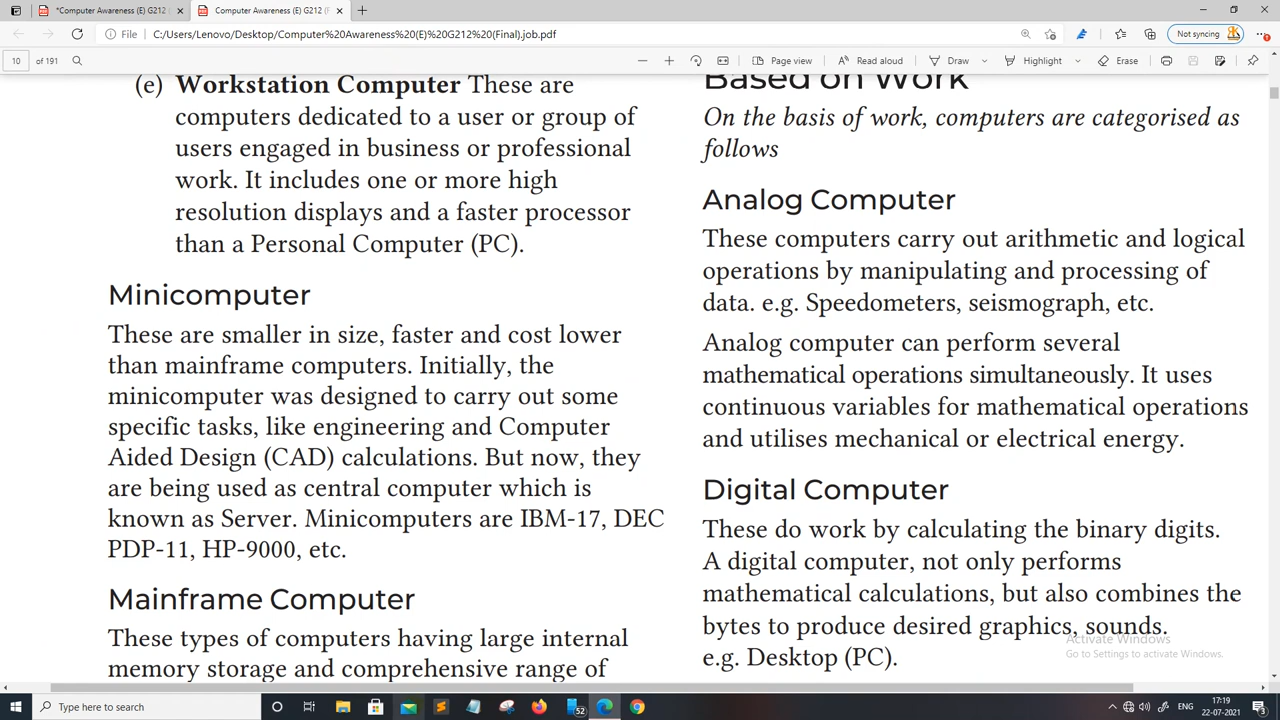 *Computer Awareness (E) G212
Computer Awareness (E) G212 (F
File
C:/Users/Lenovo/Desktop/Computer%20Awareness%20(E)%20G212%20(Final).job.pdf
Not syncing
10 of 191
Page view
Read aloud
Draw
Highlight
Erase
(e) Workstation Computer These are
computers dedicated to a user or group of
users engaged in business or professional
work. It includes one or more high
resolution displays and a faster processor
than a Personal Computer (PC).
Minicomputer
These are smaller in size, faster and cost lower
than mainframe computers. Initially, the
minicomputer was designed to carry out some
specific tasks, like engineering and Computer
Aided Design (CAD) calculations. But now, they
are being used as central computer which is
known as Server. Minicomputers are IBM-17, DEC
PDP-11, HP-9000, etc.
Mainframe Computer
These types of computers having large internal
memory storage and comprehensive range of
Based on Work
On the basis of work, computers are categorised as
follows
Analog Computer
These computers carry out arithmetic and logical
operations by manipulating and processing of
data. e.g. Speedometers, seismograph, etc.
Analog computer can perform several
mathematical operations simultaneously. It uses
continuous variables for mathematical operations
and utilises mechanical or electrical energy.
Digital Computer
These do work by calculating the binary digits.
A digital computer, not only performs
mathematical calculations, but also combines the
bytes to produce desired graphics, sounds.
e.g. Desktop (PC).
Activate Windows
Go to Settings to activate Windows.
Type here to search
52
ENG
17:19
22-07-2021
3